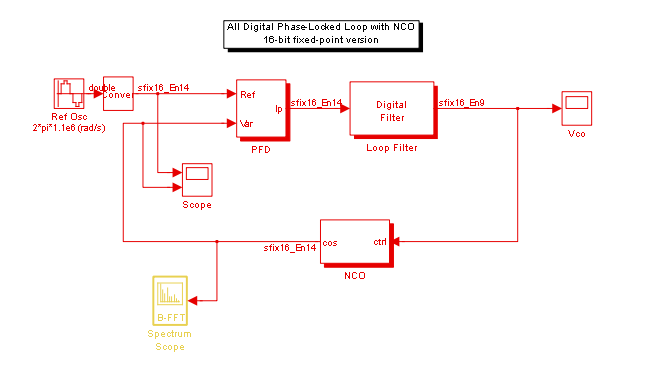 All Digital Phase-Locked Loop with NCO
16-bit fixed-point version
double
Conver
sfix16_En14
Ref Osc
2*pi*1.1e6 (rad/s)
Ref
Var
Ip
PFD
sfix16_En14
Digital
Filter
Loop Filter
sfix16_En9
Vco
Scope
cos
ctrl
NCO
sfix16_En14
B-FFT
Spectrum
Scope